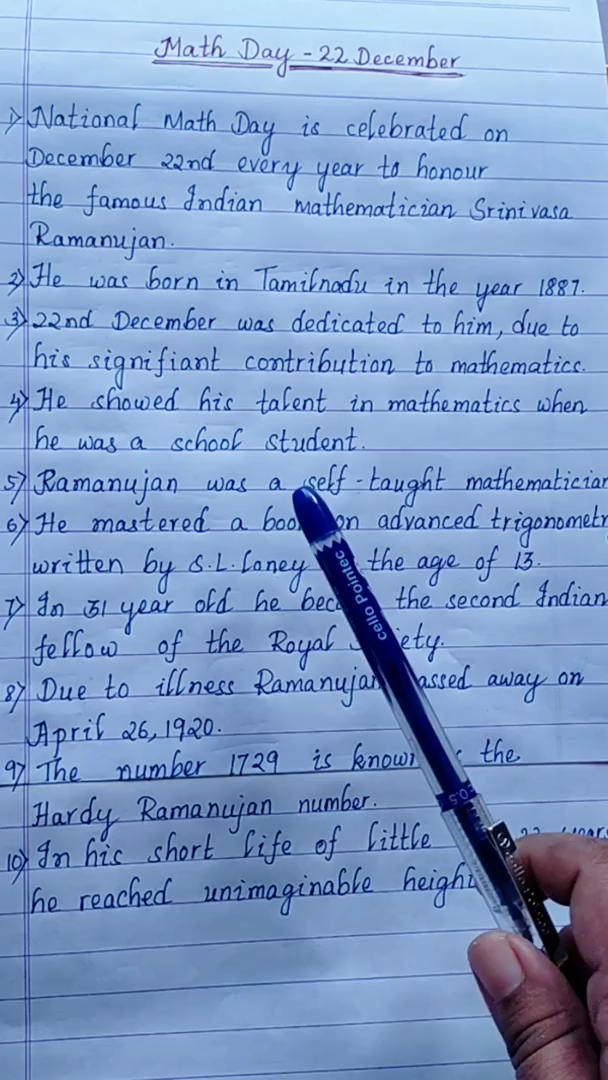 Math Day - 22 December
1) National Math Day is celebrated on
December 22nd every year to honour
the famous Indian mathematician Srinivasa
Ramanujan.
2) He was born in Tamilnadu in the year 1887.
3) 22nd December was dedicated to him, due to
his signifiant contribution to mathematics.
4) He showed his talent in mathematics when
he was a school student.
5) Ramanujan was a self-taught mathematician
6) He mastered a boo on advanced trigonometr
written by S.L. Loney the age of 13.
7) In 31 year old he bec the second Indian
fellow of the Royal iety.
8) Due to illness Ramanujan assed away on
April 26, 1920.
9) The number 1729 is know the
Hardy Ramanujan number.
10) In his short life of little years
he reached unimaginable heigh
cello pointec
0.5